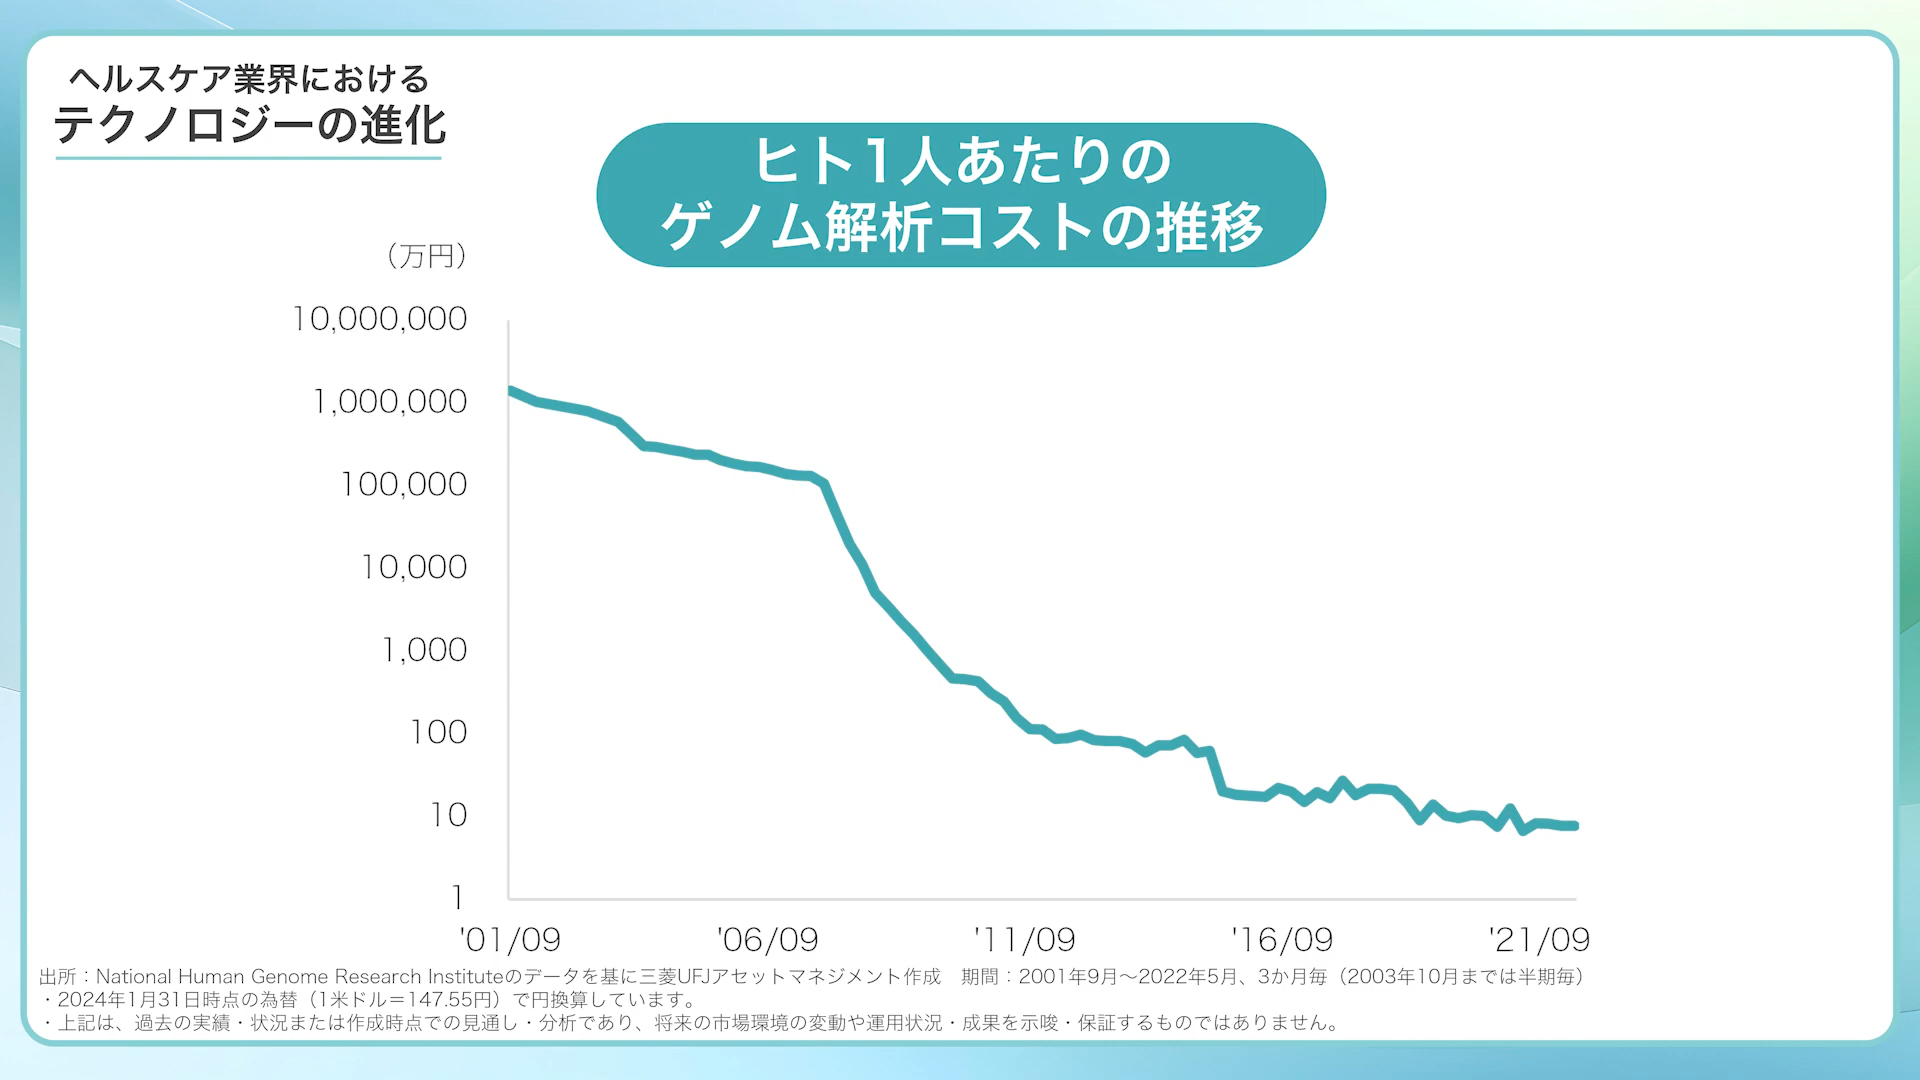 ヘルスケア業界における
テクノロジーの進化
ヒト1人あたりの
ゲノム解析コストの推移
（万円）
10,000,000
1,000,000
100,000
10,000
1,000
100
10
1
'01/09
'06/09
'11/09
'16/09
'21/09
出所：National Human Genome Research Instituteのデータを基に三菱UFJアセットマネジメント作成　期間：2001年9月～2022年5月、3か月毎（2003年10月までは半期毎）
・2024年1月31日時点の為替（1米ドル＝147.55円）で円換算しています。
・上記は、過去の実績・状況または作成時点での見通し・分析であり、将来の市場環境の変動や運用状況・成果を示唆・保証するものではありません。